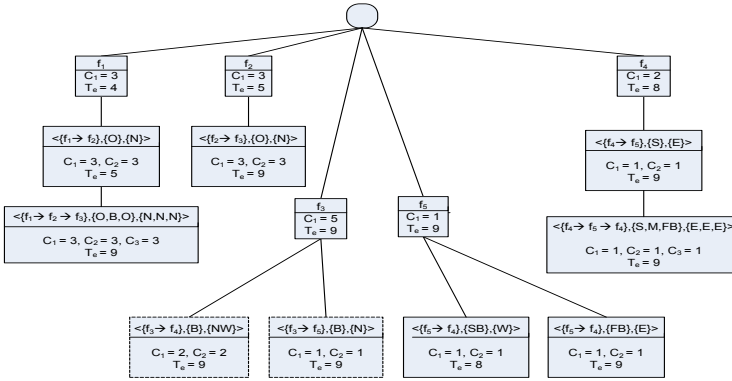 f₁
C₁ = 3
Tₑ = 4
f₂
C₁ = 3
Tₑ = 5
f₄
C₁ = 2
Tₑ = 8
<{f₁→ f₂},{O},{N}>
C₁ = 3, C₂ = 3
Tₑ = 5
<{f₂→ f₃},{O},{N}>
C₁ = 3, C₂ = 3
Tₑ = 9
<{f₄→ f₅},{S},{E}>
C₁ = 1, C₂ = 1
Tₑ = 9
<{f₁→ f₂ → f₃},{O,B,O},{N,N,N}>
C₁ = 3, C₂ = 3, C₃ = 3
Tₑ = 9
f₃
C₁ = 5
Tₑ = 9
f₅
C₁ = 1
Tₑ = 9
<{f₄→ f₅ → f₄},{S,M,FB},{E,E,E}>
C₁ = 1, C₂ = 1, C₃ = 1
Tₑ = 9
<{f₃→ f₄},{B},{NW}>
C₁ = 2, C₂ = 2
Tₑ = 9
<{f₃→ f₅},{B},{N}>
C₁ = 1, C₂ = 1
Tₑ = 9
<{f₅→ f₄},{SB},{W}>
C₁ = 1, C₂ = 1
Tₑ = 8
<{f₅→ f₄},{FB},{E}>
C₁ = 1, C₂ = 1
Tₑ = 9